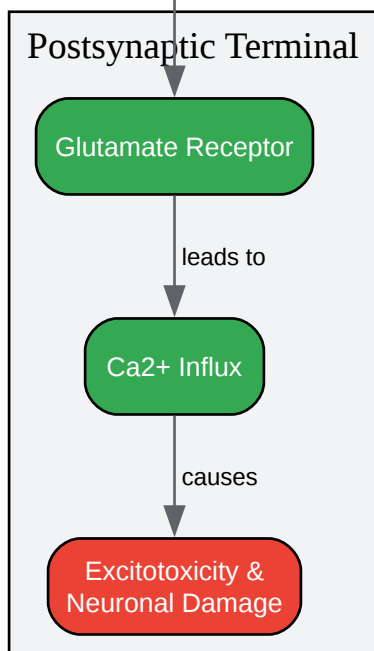 Postsynaptic Terminal
Glutamate Receptor
leads to
Ca2+ Influx
causes
Excitotoxicity &
Neuronal Damage